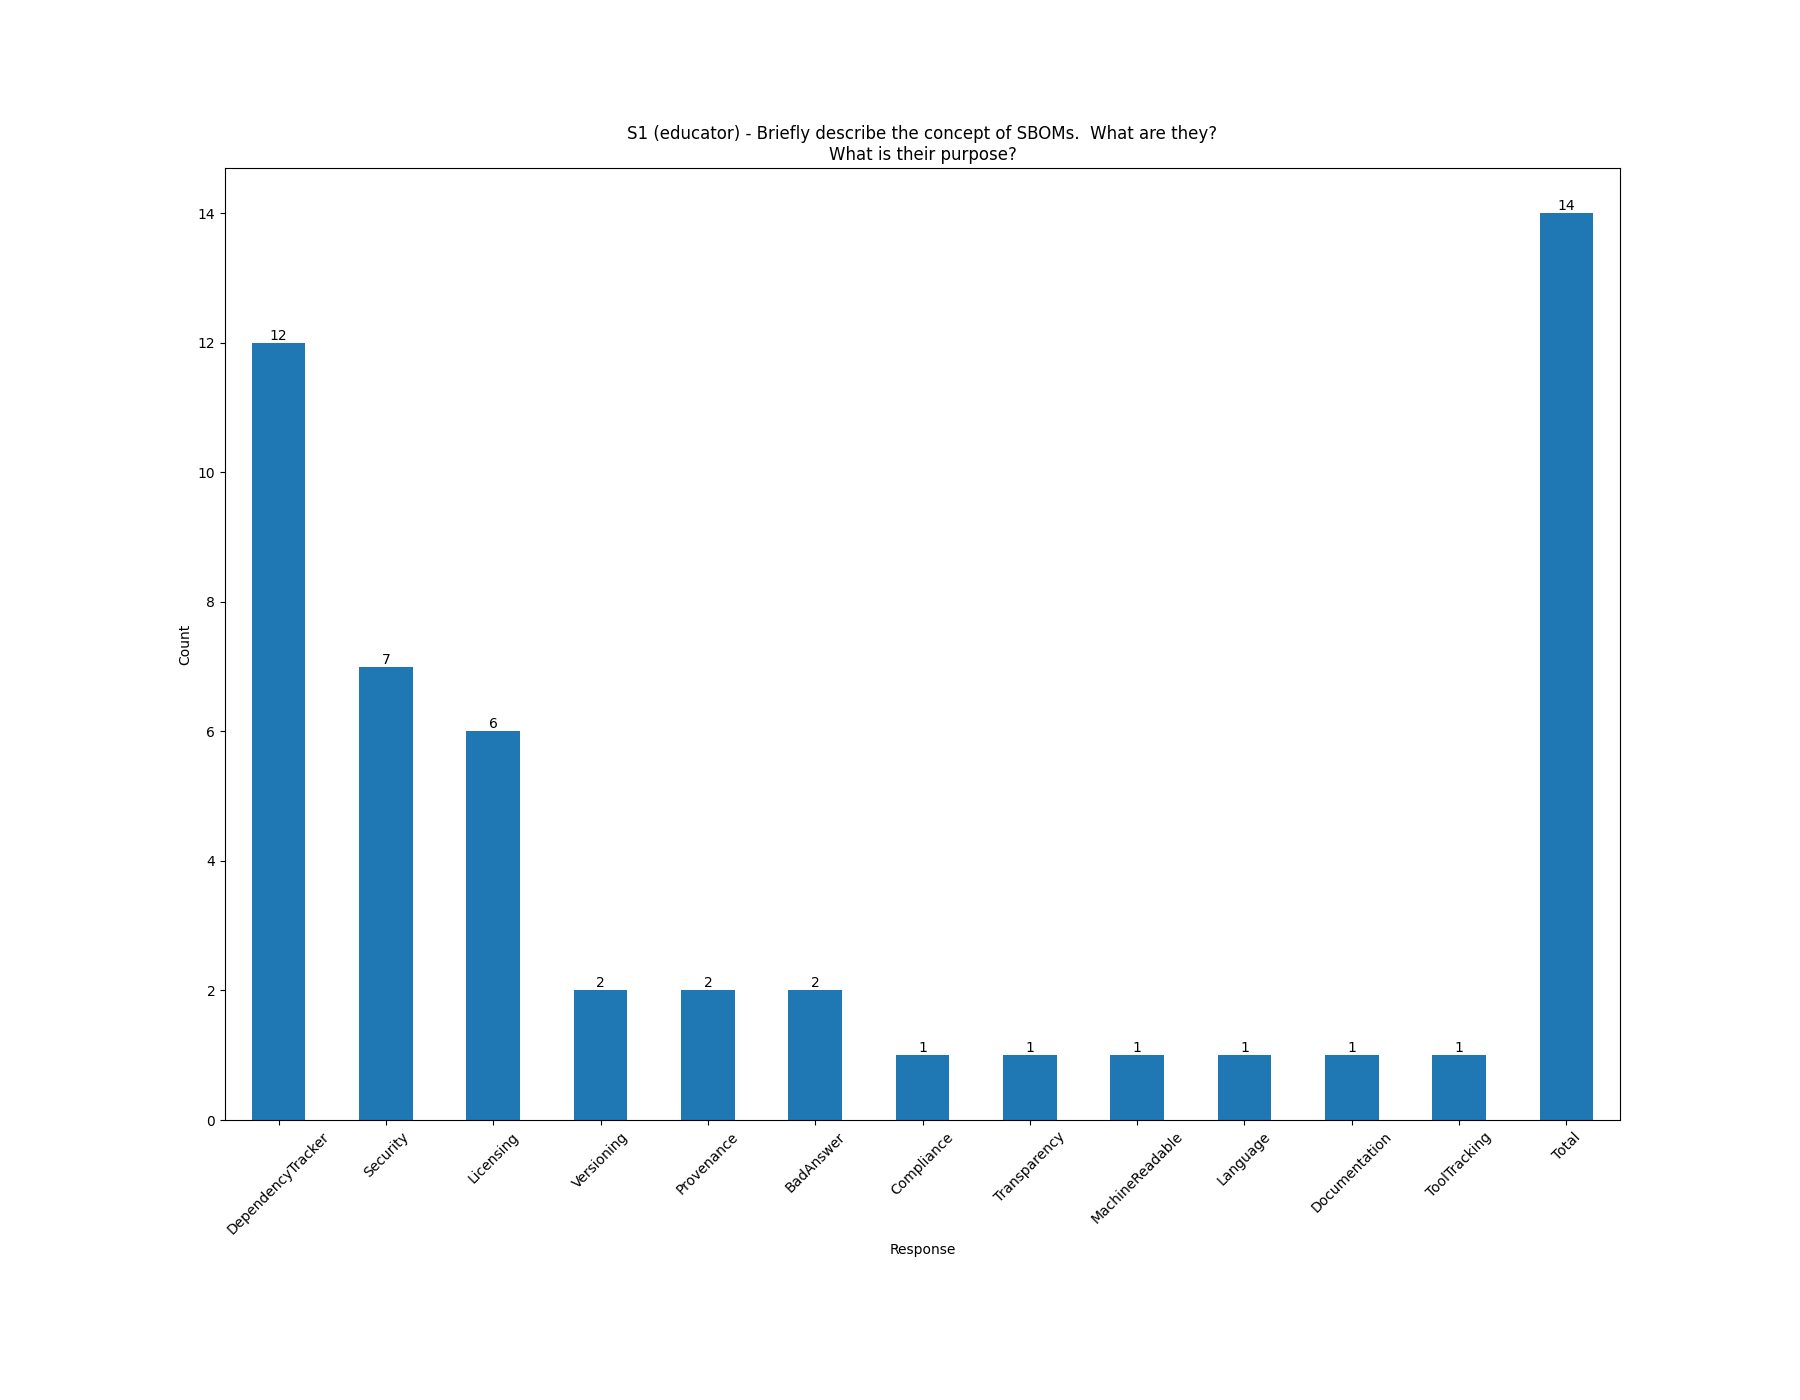 S1 (educator) - Briefly describe the concept of SBOMs.  What are they?
What is their purpose?
14
12
10
8
6
4
2
0
Count
12
7
6
2
2
2
1
1
1
1
1
1
14
DependencyTracker
Security
Licensing
Versioning
Provenance
BadAnswer
Compliance
Transparency
MachineReadable
Language
Documentation
ToolTracking
Total
Response